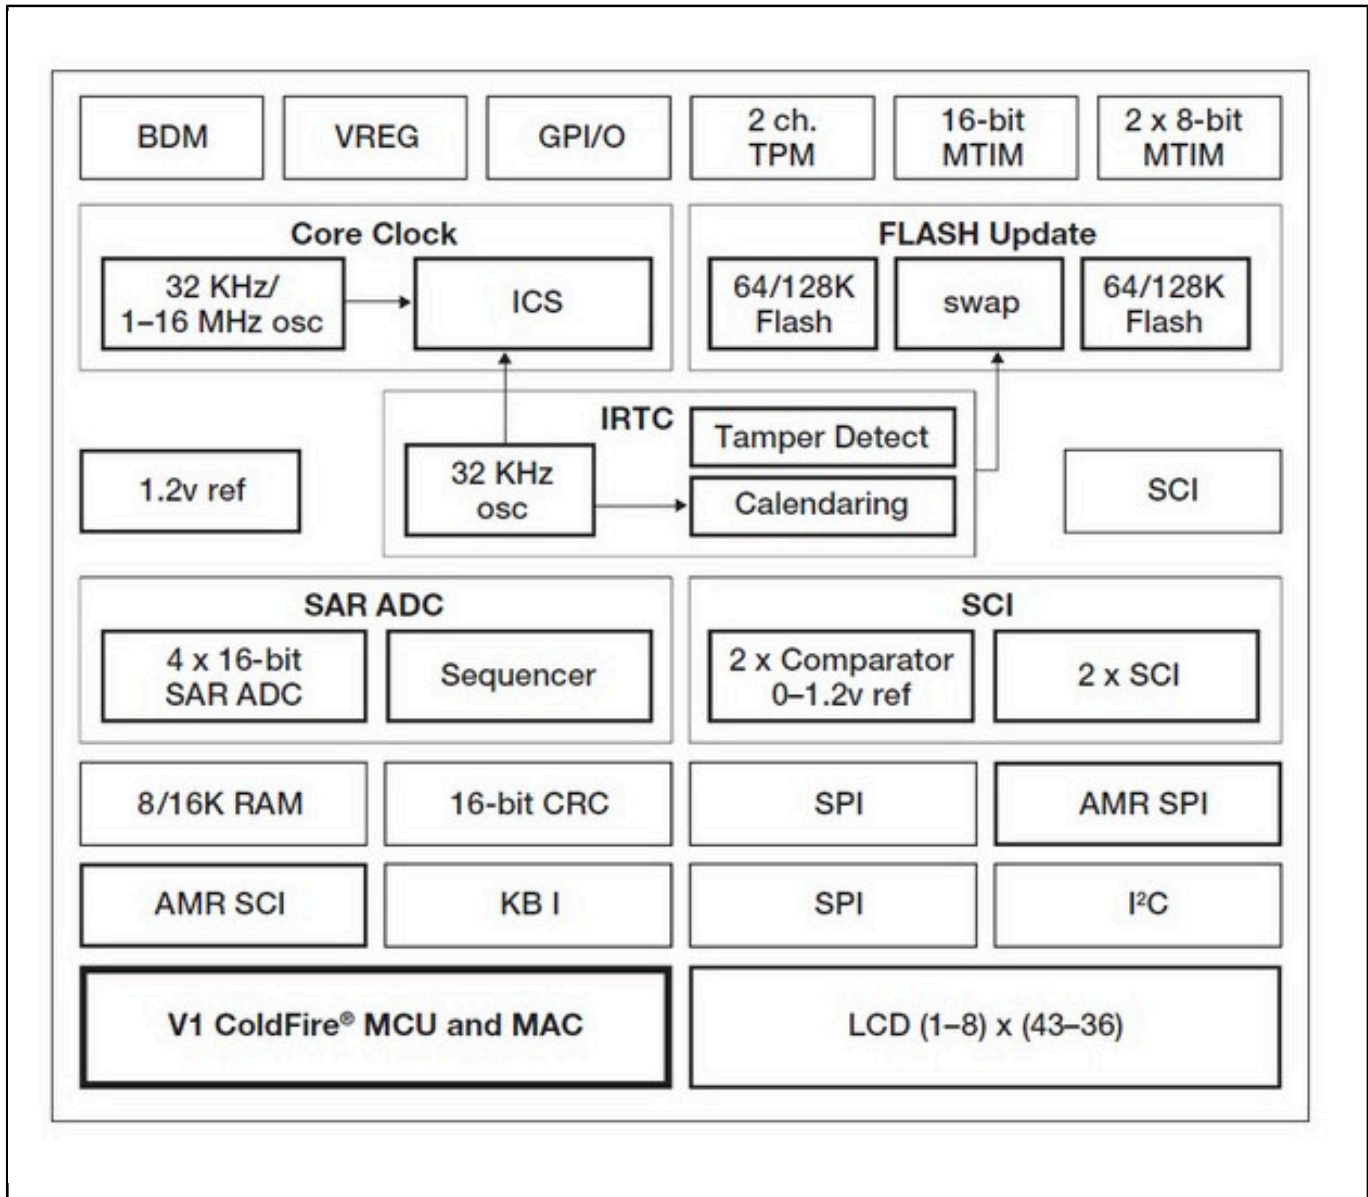 BDM
VREG
GPI/O
2 ch.
TPM
16-bit
MTIM
2 x 8-bit
MTIM
Core Clock
32 KHz/
1–16 MHz osc
ICS
FLASH Update
64/128K
Flash
swap
64/128K
Flash
IRTC
Tamper Detect
32 KHz
osc
Calendaring
1.2v ref
SCI
SAR ADC
4 x 16-bit
SAR ADC
Sequencer
SCI
2 x Comparator
0–1.2v ref
2 x SCI
8/16K RAM
16-bit CRC
SPI
AMR SPI
AMR SCI
KB I
SPI
I²C
V1 ColdFire® MCU and MAC
LCD (1–8) x (43–36)